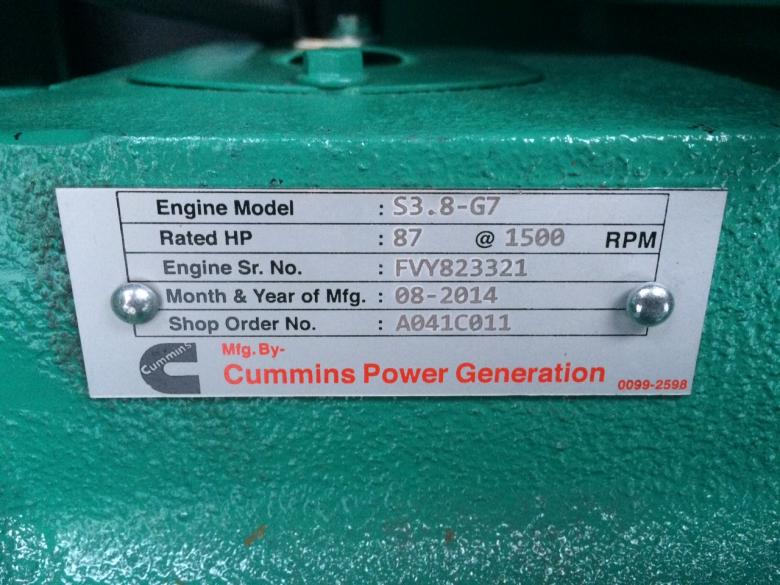 Engine Model : S3.8-G7
Rated HP : 87 @ 1500 RPM
Engine Sr. No. : FVY823321
Month & Year of Mfg. : 08-2014
Shop Order No. : A041C011
Cummins
Mfg. By-
Cummins Power Generation
0099-2598